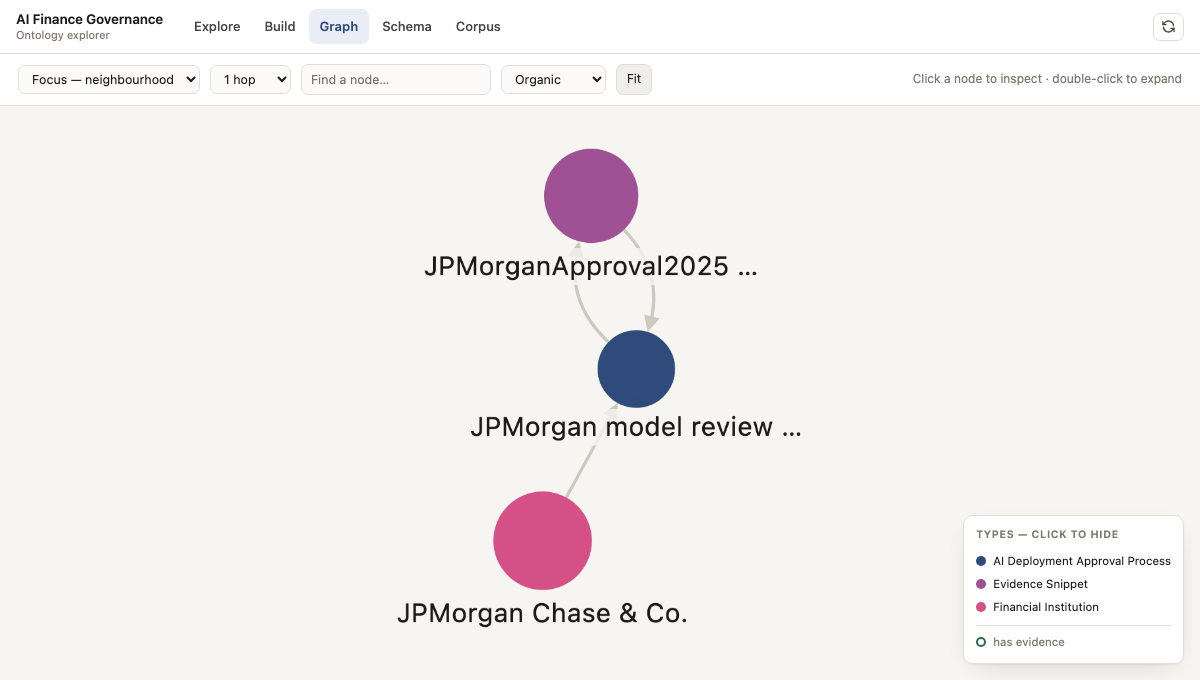 AI Finance Governance
Ontology explorer
Explore
Build
Graph
Schema
Corpus
Focus — neighbourhood
1 hop
Find a node...
Organic
Fit
Click a node to inspect · double-click to expand
JPMorganApproval2025 ...
JPMorgan model review ...
JPMorgan Chase & Co.
TYPES — CLICK TO HIDE
AI Deployment Approval Process
Evidence Snippet
Financial Institution
has evidence